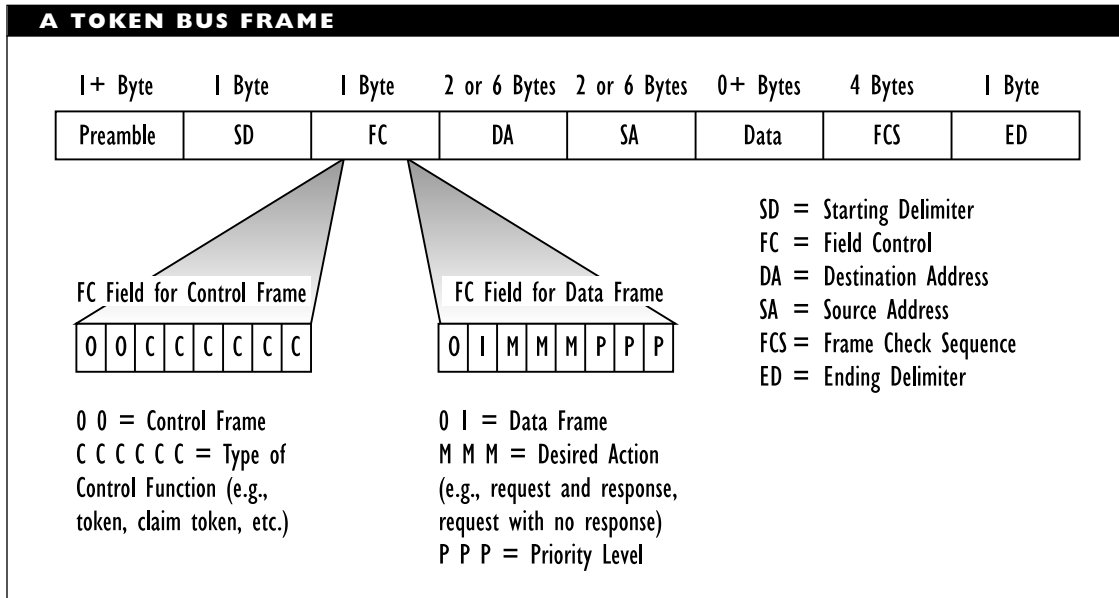 A TOKEN BUS FRAME
1+ Byte 1 Byte 1 Byte 2 or 6 Bytes 2 or 6 Bytes 0+ Bytes 4 Bytes 1 Byte
Preamble SD FC DA SA Data FCS ED
SD = Starting Delimiter
FC = Field Control
DA = Destination Address
SA = Source Address
FCS = Frame Check Sequence
ED = Ending Delimiter
FC Field for Control Frame
0 0 C C C C C C
0 0 = Control Frame
C C C C C C = Type of
Control Function (e.g.,
token, claim token, etc.)
FC Field for Data Frame
0 1 M M M P P P
0 1 = Data Frame
M M M = Desired Action
(e.g., request and response,
request with no response)
P P P = Priority Level